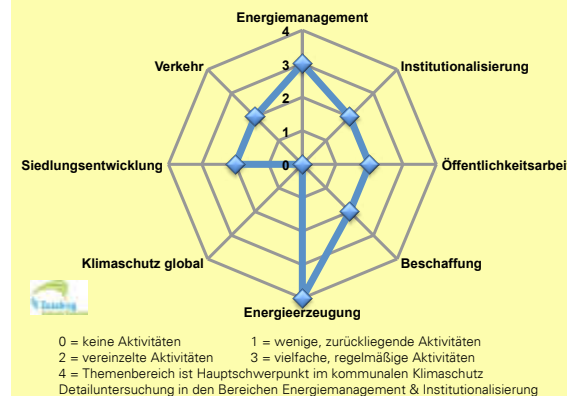 Energiemanagement
4
Verkehr
3
Institutionalisierung
2
1
Siedlungsentwicklung
0
Öffentlichkeitsarbei
Klimaschutz global
Beschaffung
Energieerzeugung
0 = keine Aktivitäten 1 = wenige, zurückliegende Aktivitäten
2 = vereinzelte Aktivitäten 3 = vielfache, regelmäßige Aktivitäten
4 = Themenbereich ist Hauptschwerpunkt im kommunalen Klimaschutz
Detailuntersuchung in den Bereichen Energiemanagement & Institutionalisierung